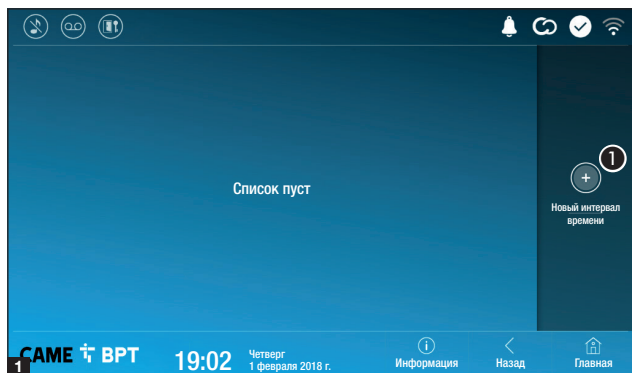 1
Список пуст
+
Новый интервал
времени
CAME BPT
19:02
Четверг
1 февраля 2018 г.
Информация
Назад
Главная
1